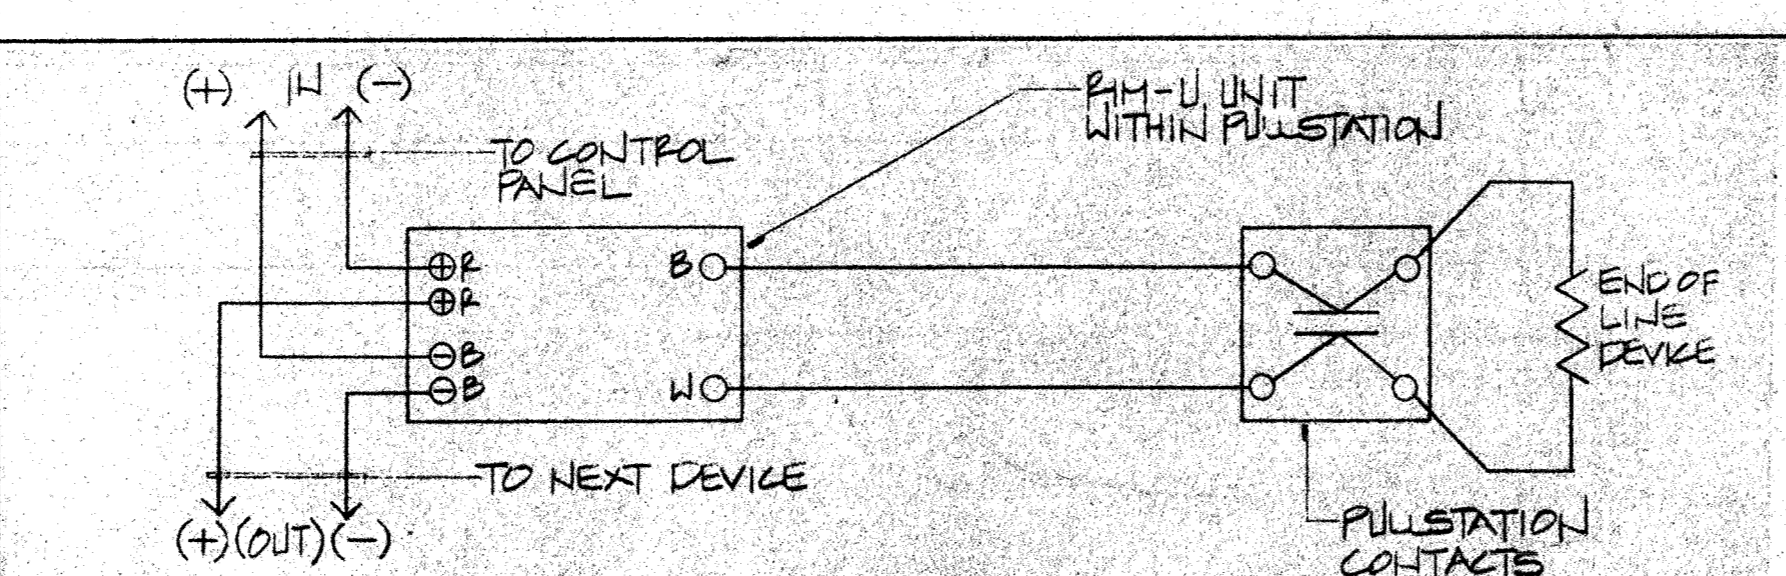 (+) IN (-)
TO CONTROL
PANEL
RIM-U UNIT
WITHIN PULLSTATION
⊕R
⊕R
⊖B
⊖B
B
W
END OF
LINE
DEVICE
TO NEXT DEVICE
(+)(OUT)(-)
PULLSTATION
CONTACTS